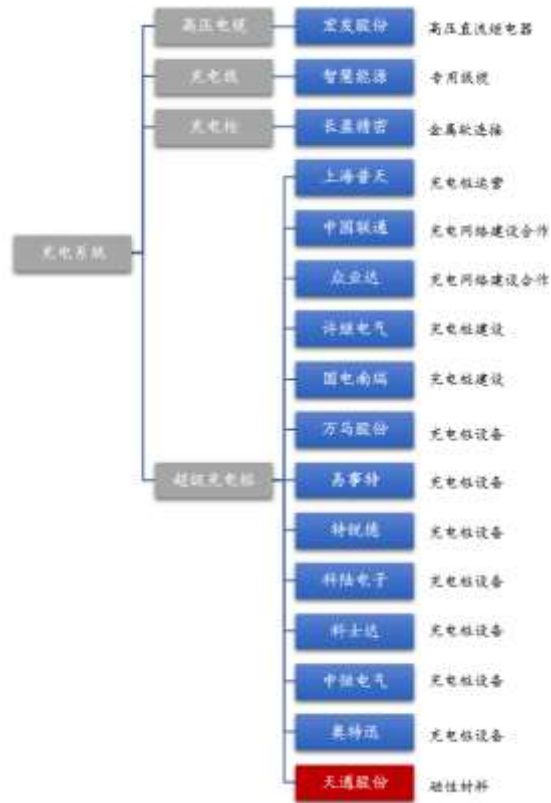 高压电缆 宏发股份 高压直流继电器
充电线 智慧能源 专用线缆
充电枪 长盈精密 金属软连接
上海普天 充电桩运营
中国联通 充电网络建设合作
充电系统
众业达 充电网络建设合作
许继电气 充电桩建设
国电南瑞 充电桩建设
万马股份 充电桩设备
超级充电桩 易事特 充电桩设备
特锐德 充电桩设备
科陆电子 充电桩设备
科士达 充电桩设备
中恒电气 充电桩设备
奥特迅 充电桩设备
天通股份 磁性材料